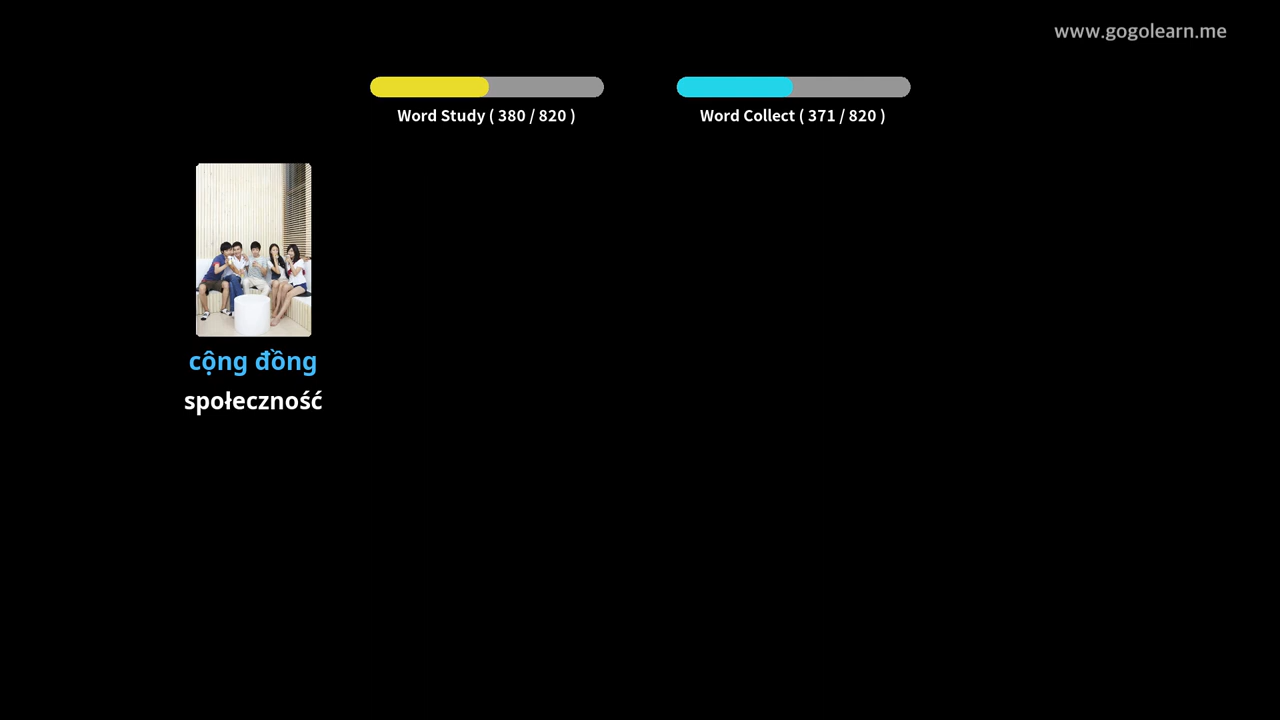 www.gogolearn.me
Word Study ( 380 / 820 )
Word Collect ( 371 / 820 )
cộng đồng
społeczność